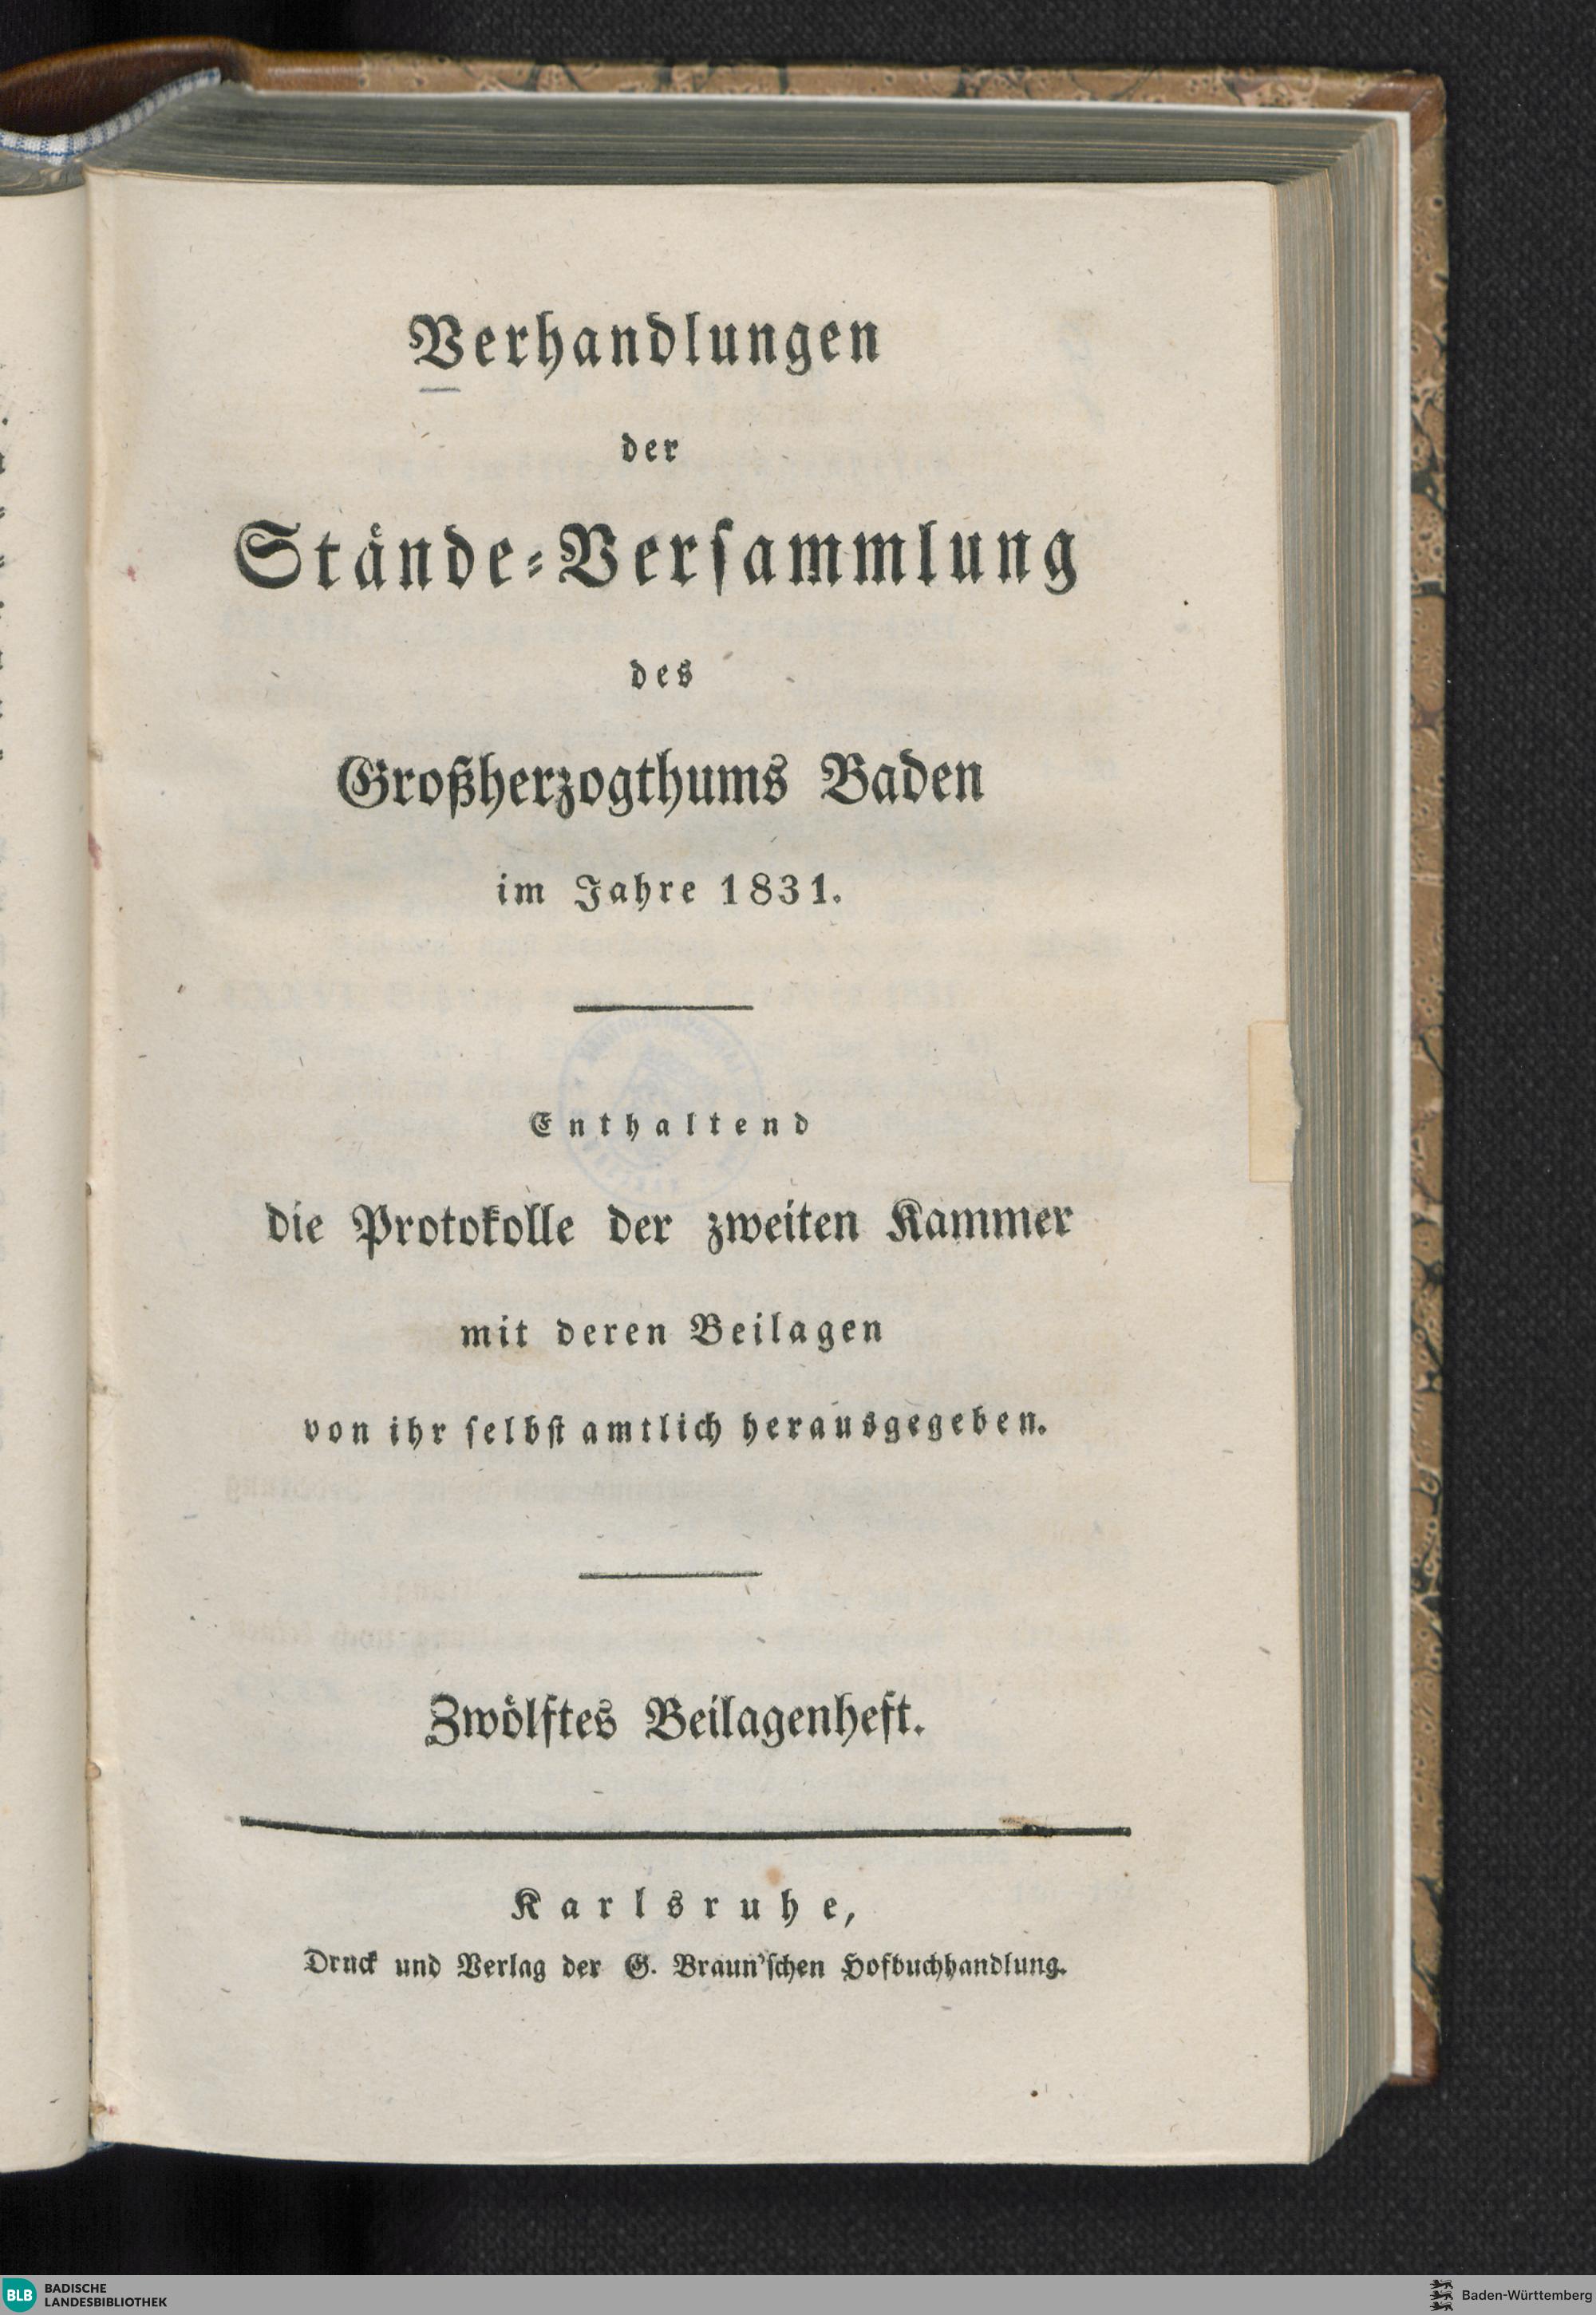 Verhandlungen
der
Stände-Versammlung
des
Großherzogthums Baden
im Jahre 1831.
Enthaltend
die Protokolle der zweiten Kammer
mit deren Beilagen
von ihr selbst amtlich herausgegeben.
Zwölftes Beilagenheft.
Karlsruhe,
Druck und Verlag der G. Braun'schen Hofbuchhandlung.
BLB BADISCHE
LANDESBIBLIOTHEK
Baden-Württemberg